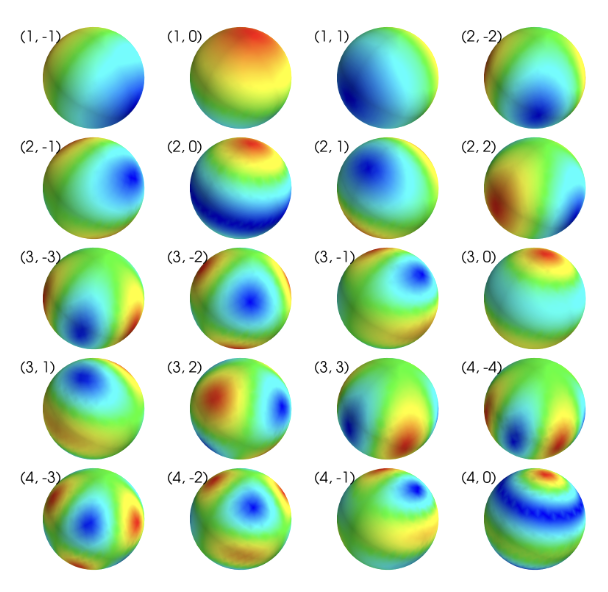 (1, -1) (1, 0) (1, 1) (2, -2)
(2, -1) (2, 0) (2, 1) (2, 2)
(3, -3) (3, -2) (3, -1) (3, 0)
(3, 1) (3, 2) (3, 3) (4, -4)
(4, -3) (4, -2) (4, -1) (4, 0)